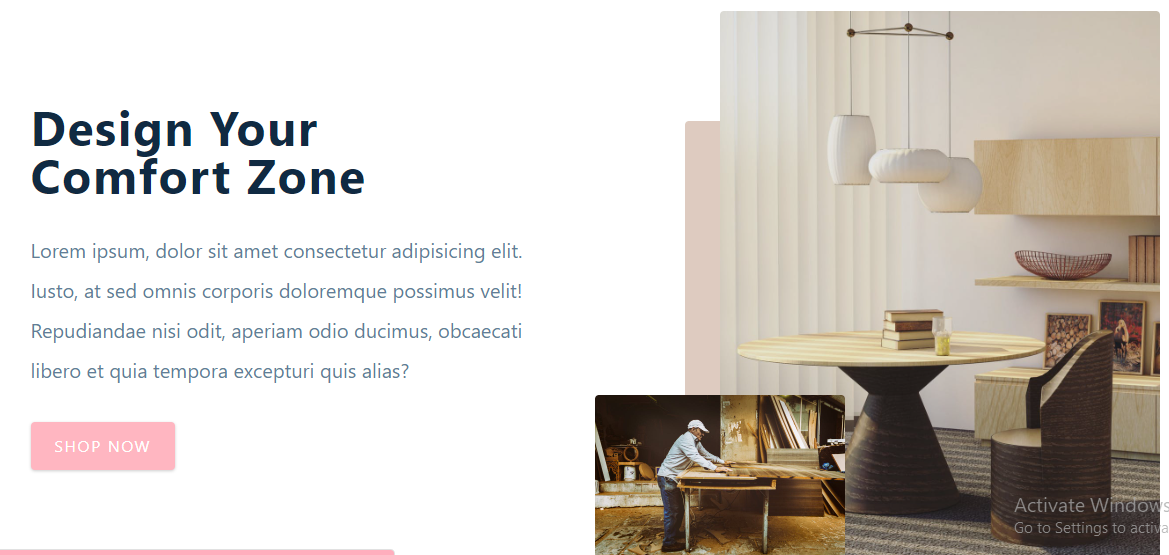 Design Your
Comfort Zone
Lorem ipsum, dolor sit amet consectetur adipisicing elit.
Iusto, at sed omnis corporis doloremque possimus velit!
Repudiandae nisi odit, aperiam odio ducimus, obcaecati
libero et quia tempora excepturi quis alias?
SHOP NOW
Activate Windows
Go to Settings to activa